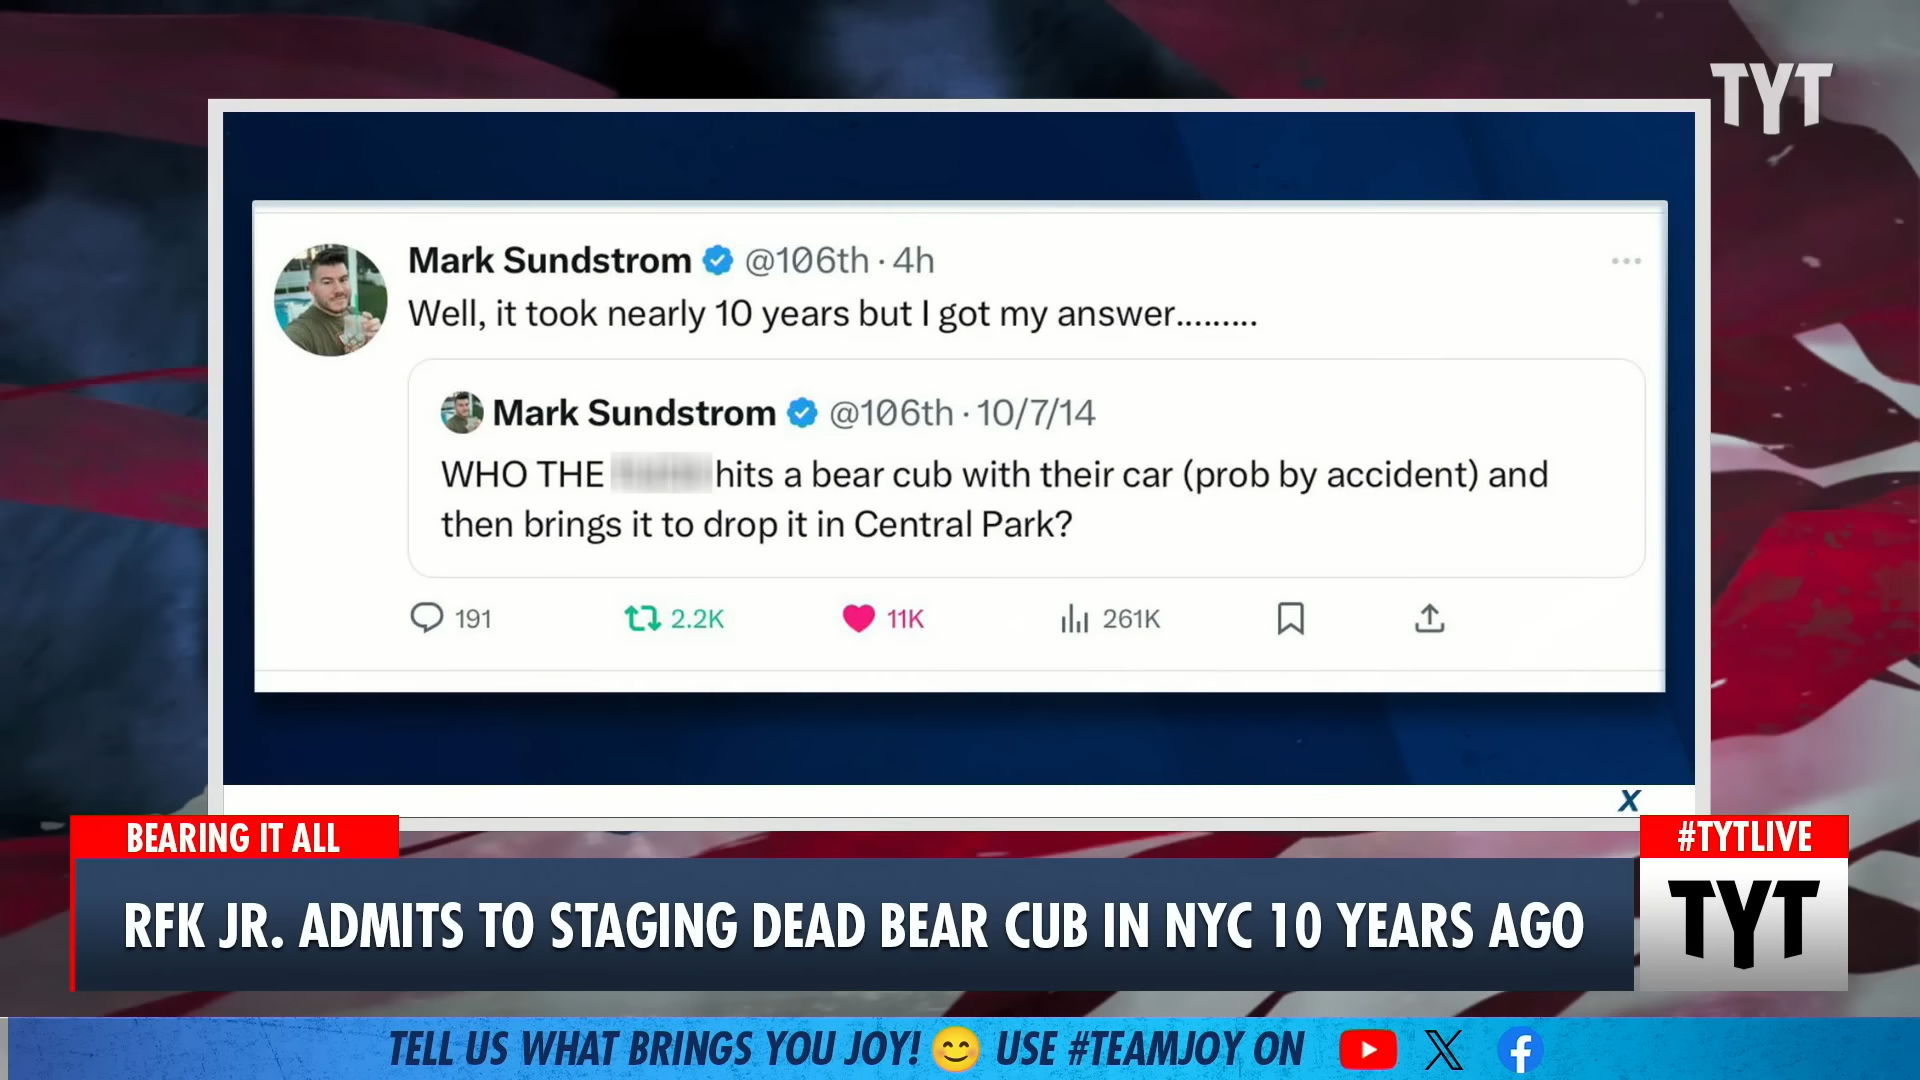 TYT
Mark Sundstrom @106th · 4h
Well, it took nearly 10 years but I got my answer.........
Mark Sundstrom @106th · 10/7/14
WHO THE hits a bear cub with their car (prob by accident) and
then brings it to drop it in Central Park?
191 2.2K 11K 261K
X
BEARING IT ALL
#TYTLIVE
RFK JR. ADMITS TO STAGING DEAD BEAR CUB IN NYC 10 YEARS AGO
TYT
TELL US WHAT BRINGS YOU JOY! 😊 USE #TEAMJOY ON